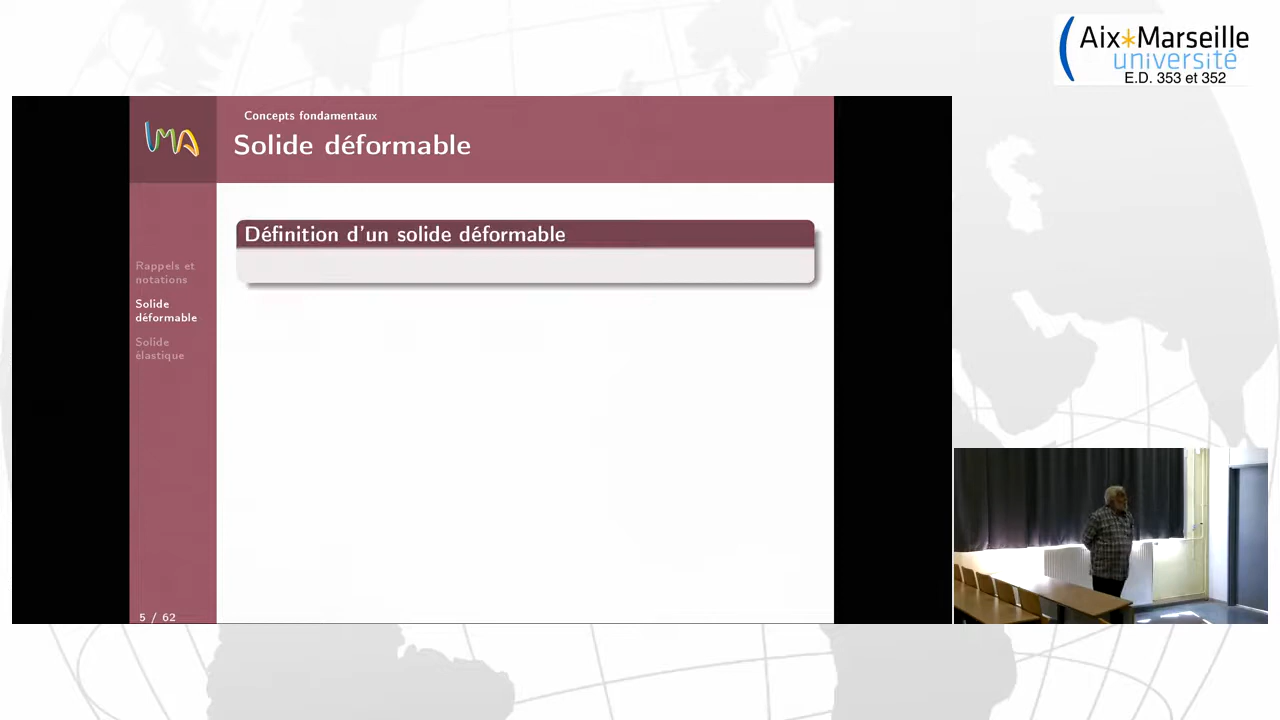 Aix*Marseille
université
E.D. 353 et 352
LMA
Concepts fondamentaux
Solide déformable
Définition d'un solide déformable
Rappels et
notations
Solide
déformable
Solide
élastique
5 / 62